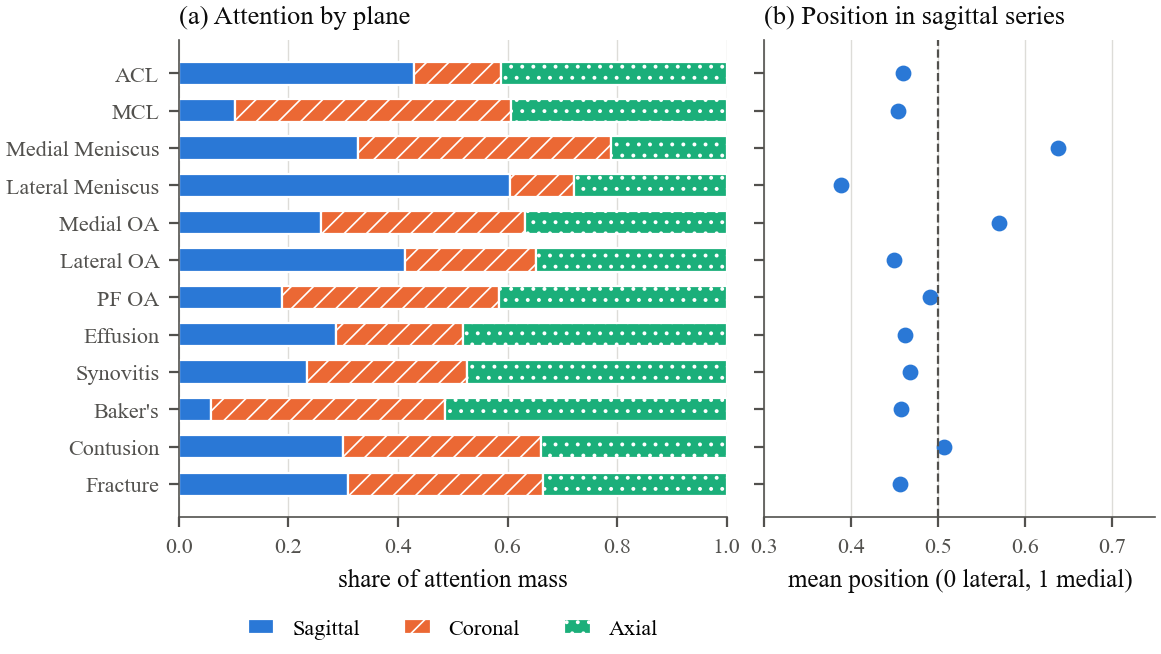 (a) Attention by plane
(b) Position in sagittal series
ACL
MCL
Medial Meniscus
Lateral Meniscus
Medial OA
Lateral OA
PF OA
Effusion
Synovitis
Baker's
Contusion
Fracture
0.0 0.2 0.4 0.6 0.8 1.0
0.3 0.4 0.5 0.6 0.7
share of attention mass
mean position (0 lateral, 1 medial)
Sagittal Coronal Axial